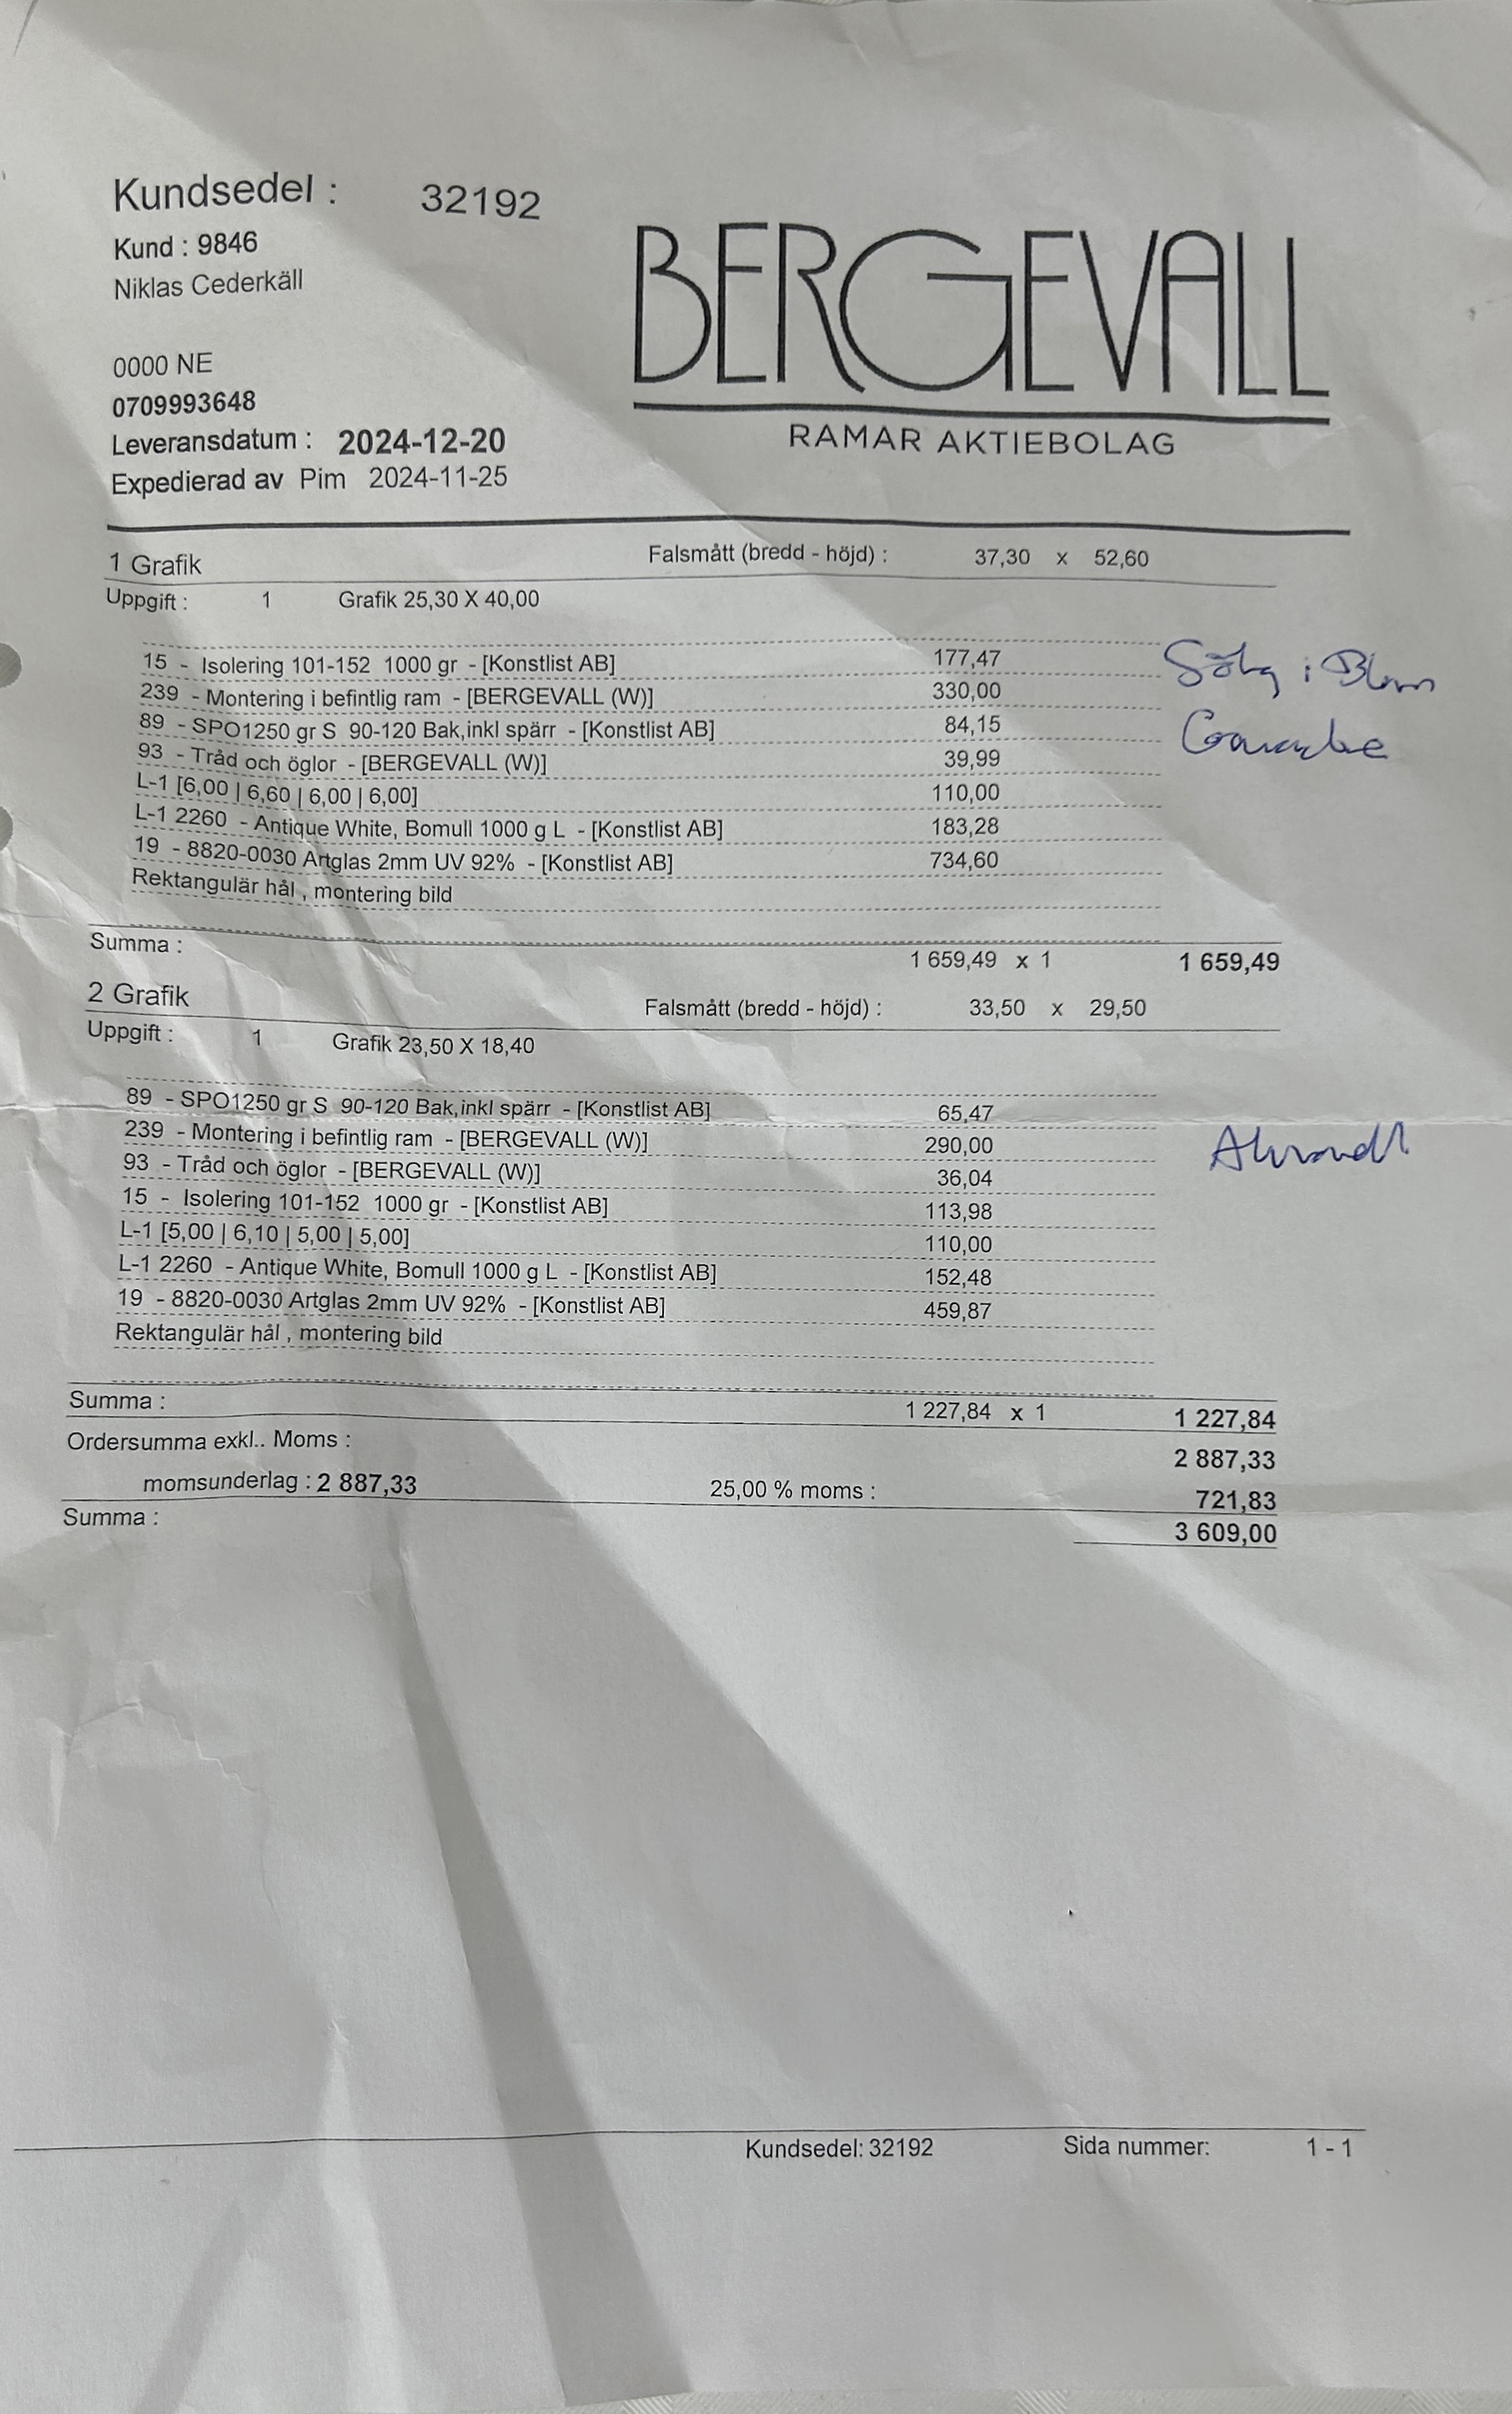 Kundsedel : 32192
Kund : 9846
Niklas Cederkäll
0000 NE
0709993648
Leveransdatum : 2024-12-20
Expedierad av Pim 2024-11-25
BERGEVALL
RAMAR AKTIEBOLAG
1 Grafik Falsmått (bredd - höjd) : 37,30 x 52,60
Uppgift : 1 Grafik 25,30 X 40,00
15 - Isolering 101-152 1000 gr - [Konstlist AB] 177,47
239 - Montering i befintlig ram - [BERGEVALL (W)] 330,00
89 - SPO1250 gr S 90-120 Bak,inkl spärr - [Konstlist AB] 84,15
93 - Tråd och öglor - [BERGEVALL (W)] 39,99
L-1 [6,00 | 6,60 | 6,00 | 6,00] 110,00
L-1 2260 - Antique White, Bomull 1000 g L - [Konstlist AB] 183,28
19 - 8820-0030 Artglas 2mm UV 92% - [Konstlist AB] 734,60
Rektangulär hål , montering bild
Summa : 1 659,49 x 1 1 659,49
2 Grafik Falsmått (bredd - höjd) : 33,50 x 29,50
Uppgift : 1 Grafik 23,50 X 18,40
89 - SPO1250 gr S 90-120 Bak,inkl spärr - [Konstlist AB] 65,47
239 - Montering i befintlig ram - [BERGEVALL (W)] 290,00
93 - Tråd och öglor - [BERGEVALL (W)] 36,04
15 - Isolering 101-152 1000 gr - [Konstlist AB] 113,98
L-1 [5,00 | 6,10 | 5,00 | 5,00] 110,00
L-1 2260 - Antique White, Bomull 1000 g L - [Konstlist AB] 152,48
19 - 8820-0030 Artglas 2mm UV 92% - [Konstlist AB] 459,87
Rektangulär hål , montering bild
Summa : 1 227,84 x 1 1 227,84
Ordersumma exkl.. Moms : 2 887,33
momsunderlag : 2 887,33 25,00 % moms : 721,83
Summa : 3 609,00
Kundsedel: 32192 Sida nummer: 1 - 1